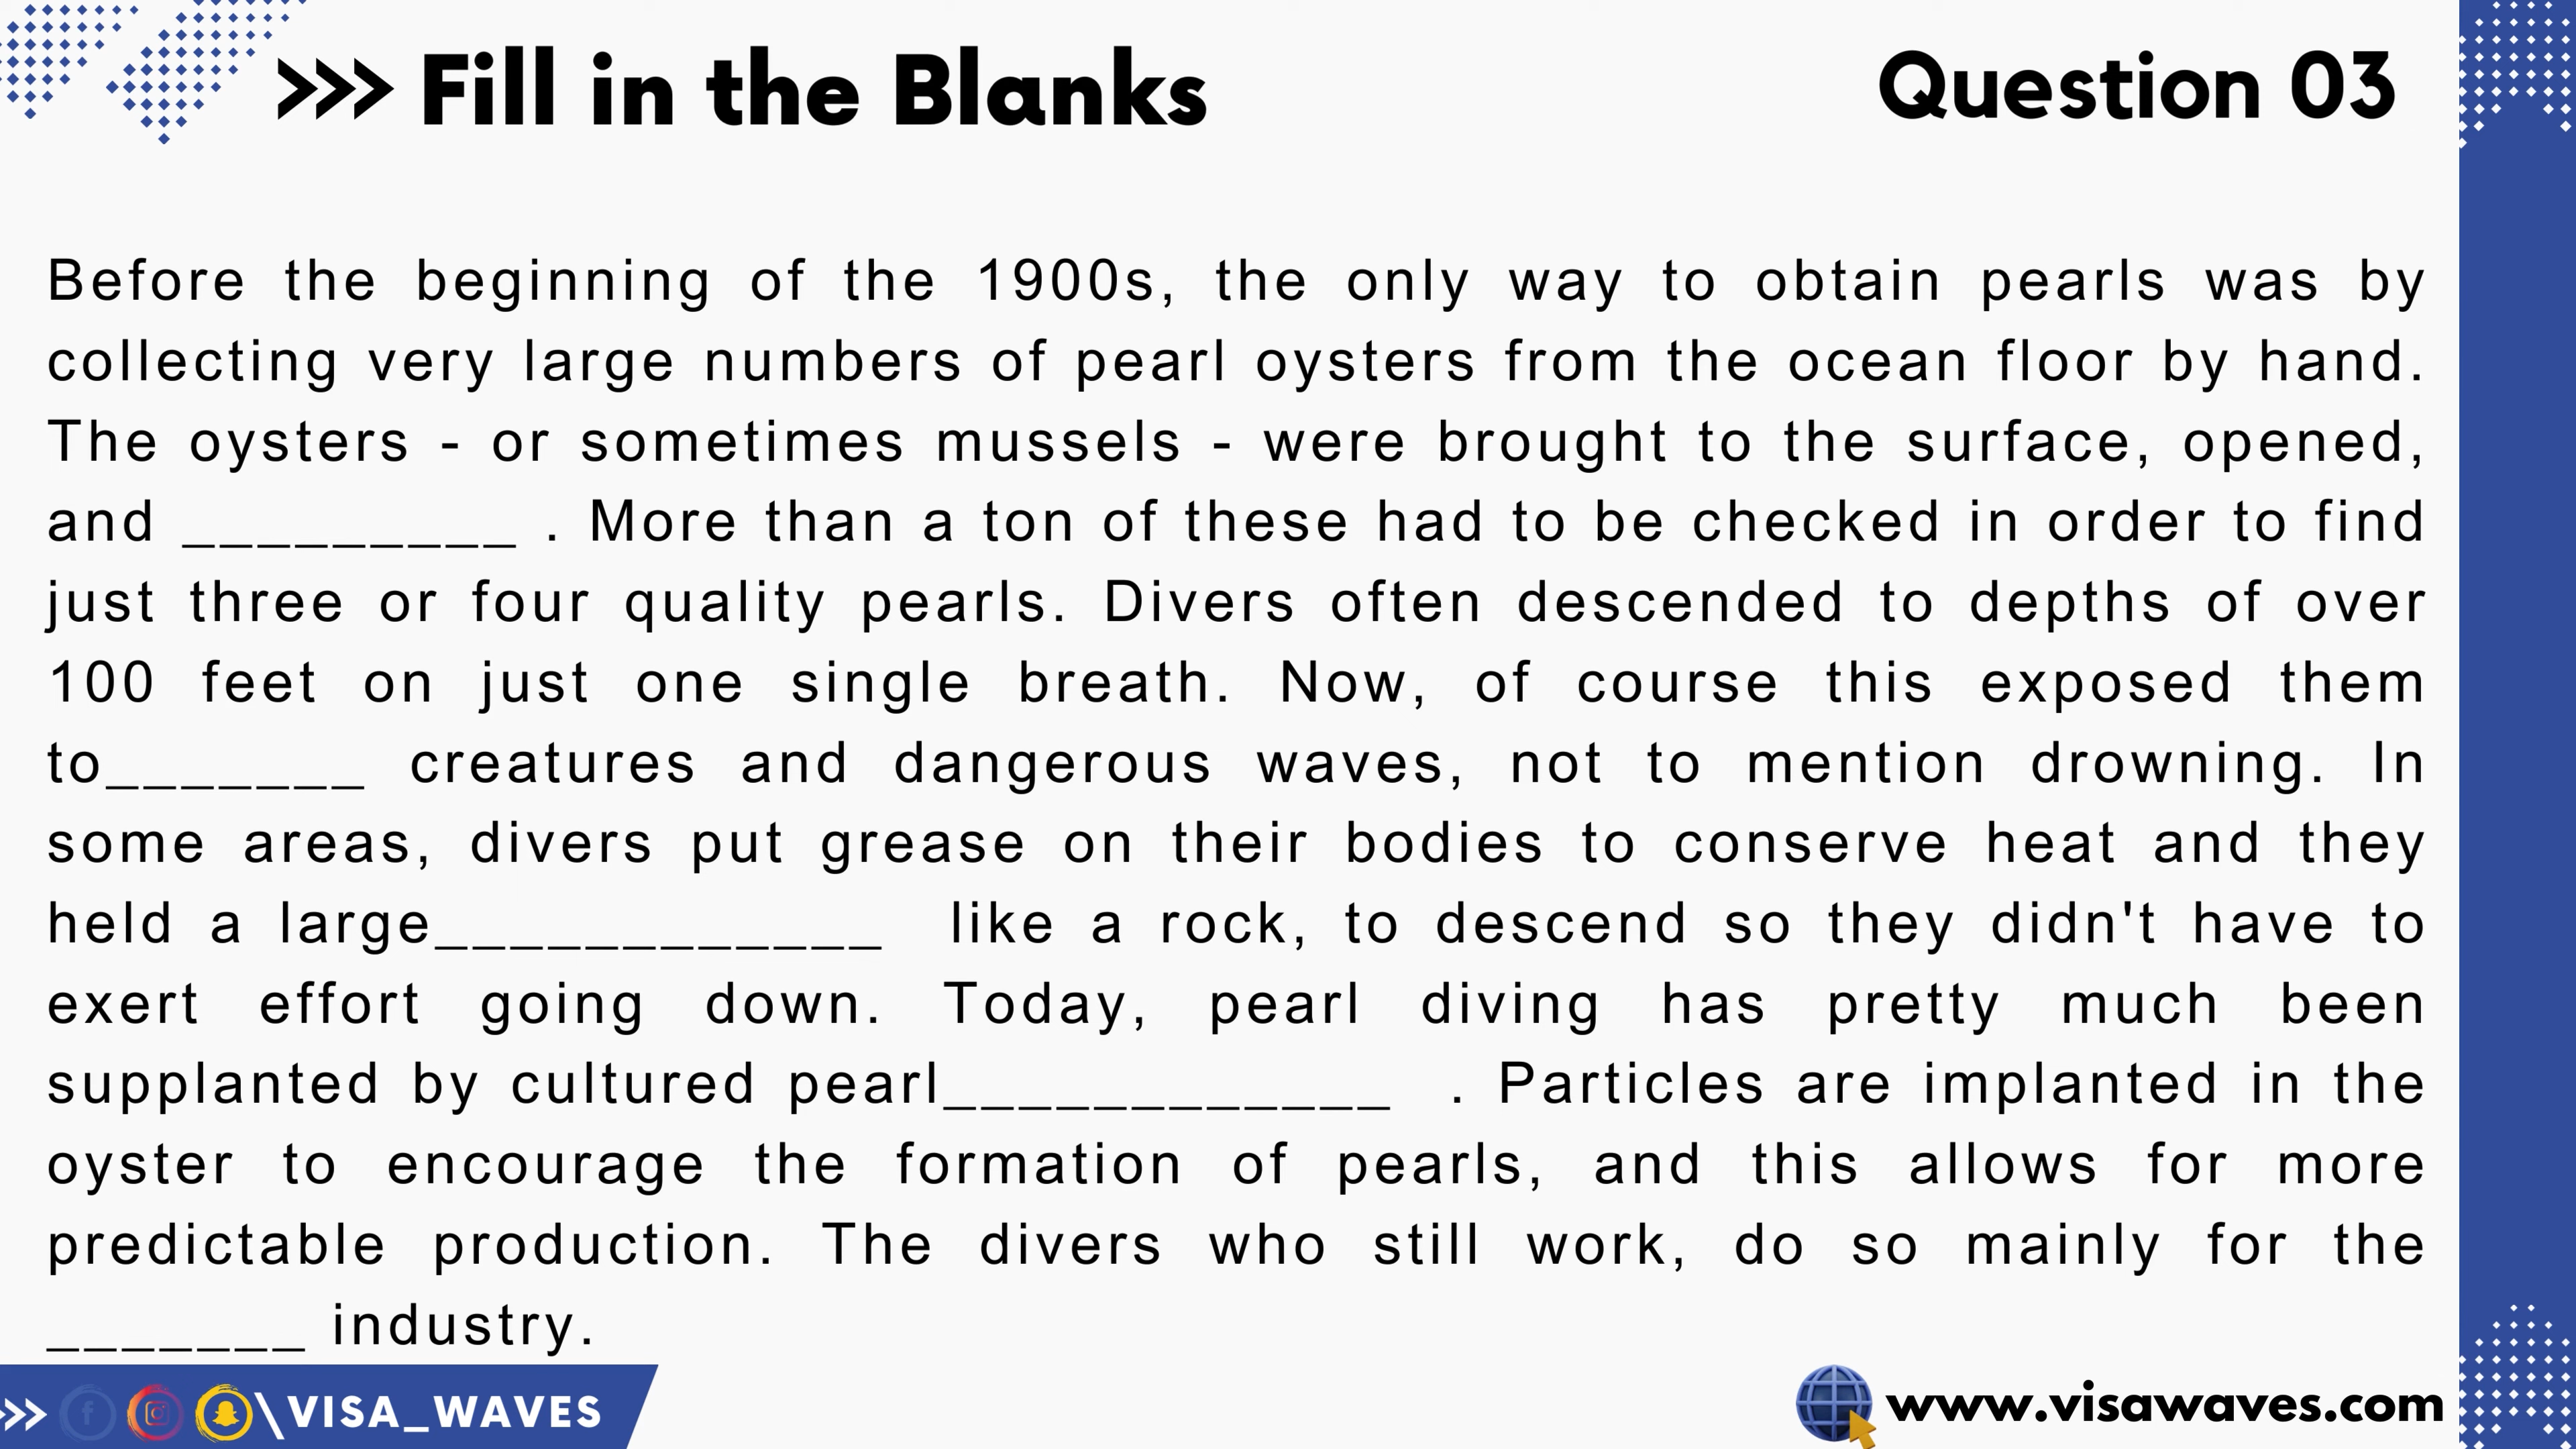 >>> Fill in the Blanks
Question 03
Before the beginning of the 1900s, the only way to obtain pearls was by
collecting very large numbers of pearl oysters from the ocean floor by hand.
The oysters - or sometimes mussels - were brought to the surface, opened,
and _________ . More than a ton of these had to be checked in order to find
just three or four quality pearls. Divers often descended to depths of over
100 feet on just one single breath. Now, of course this exposed them
to_______ creatures and dangerous waves, not to mention drowning. In
some areas, divers put grease on their bodies to conserve heat and they
held a large____________ like a rock, to descend so they didn't have to
exert effort going down. Today, pearl diving has pretty much been
supplanted by cultured pearl____________ . Particles are implanted in the
oyster to encourage the formation of pearls, and this allows for more
predictable production. The divers who still work, do so mainly for the
_______ industry.
\VISA_WAVES
www.visawaves.com